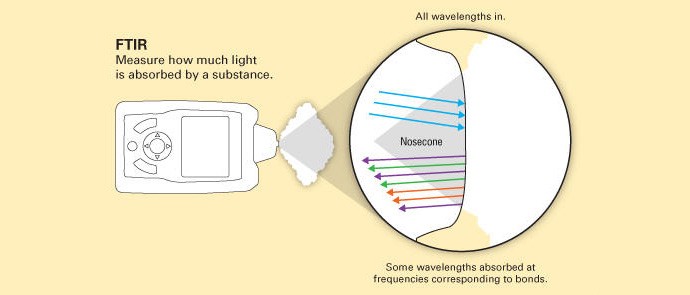 All wavelengths in.
FTIR
Measure how much light
is absorbed by a substance.
Nosecone
Some wavelengths absorbed at
frequencies corresponding to bonds.